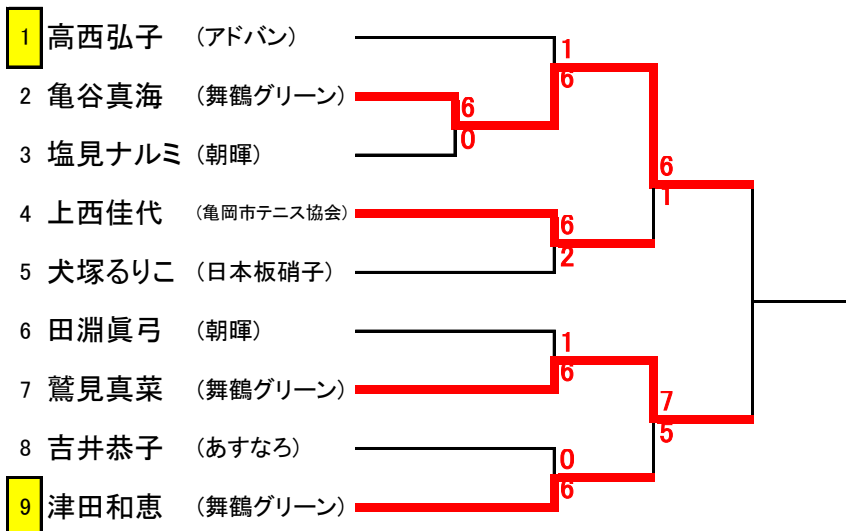 1 高西弘子 (アドバン)
1
6
2 亀谷真海 (舞鶴グリーン)
6
0
3 塩見ナルミ (朝暉)
6
1
4 上西佳代 (亀岡市テニス協会)
6
2
5 犬塚るりこ (日本板硝子)
6 田淵眞弓 (朝暉)
1
6
7 鷲見真菜 (舞鶴グリーン)
7
5
8 吉井恭子 (あすなろ)
0
6
9 津田和恵 (舞鶴グリーン)